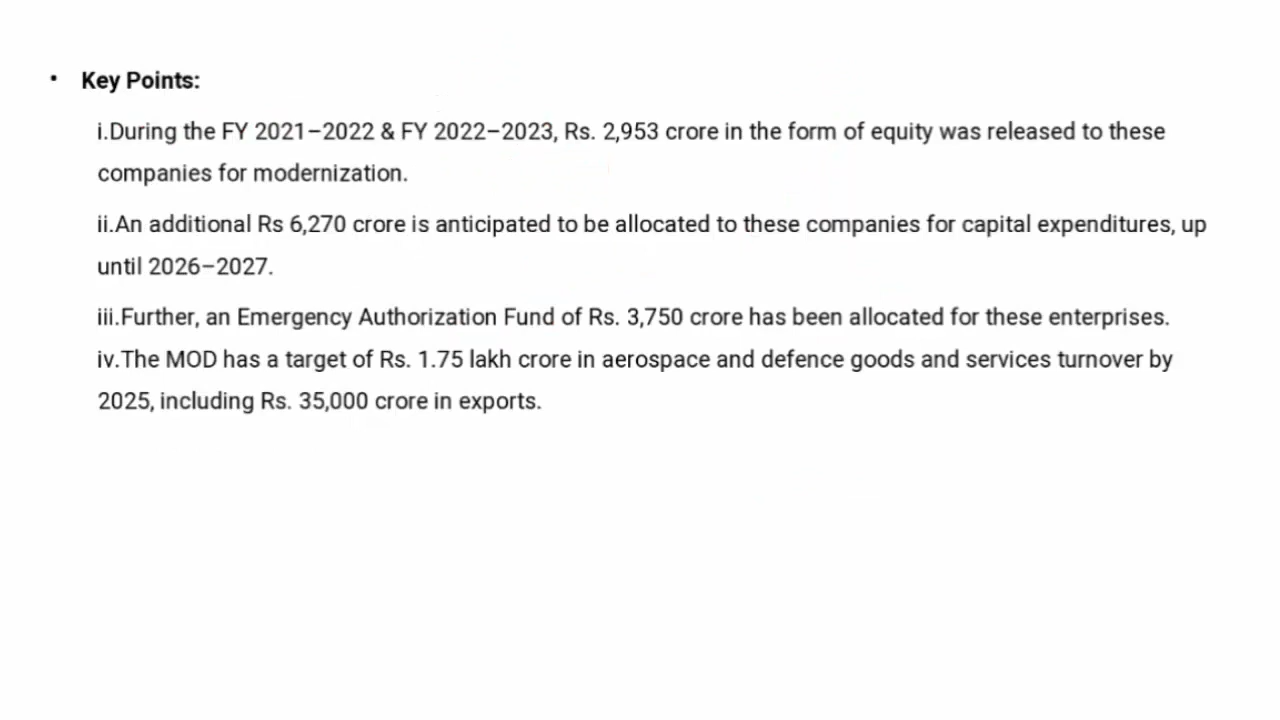 • Key Points:
i.During the FY 2021–2022 & FY 2022–2023, Rs. 2,953 crore in the form of equity was released to these
companies for modernization.
ii.An additional Rs 6,270 crore is anticipated to be allocated to these companies for capital expenditures, up
until 2026–2027.
iii.Further, an Emergency Authorization Fund of Rs. 3,750 crore has been allocated for these enterprises.
iv.The MOD has a target of Rs. 1.75 lakh crore in aerospace and defence goods and services turnover by
2025, including Rs. 35,000 crore in exports.